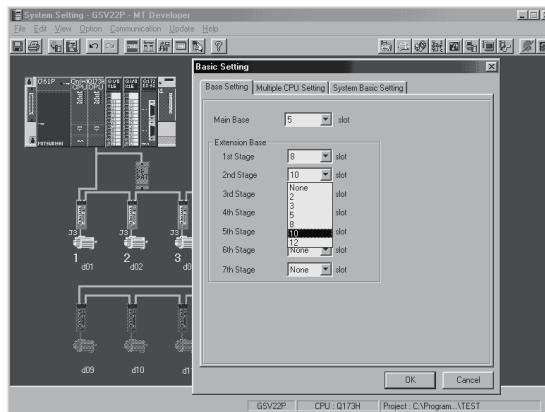 System Setting - GSV22P - MT Developer
File Edit View Option Communication Update Help
Basic Setting
Base Setting Multiple CPU Setting System Basic Setting
Main Base 5 slot
Extension Base
1st Stage 8 slot
2nd Stage 10 slot
None
3rd Stage slot
2
3
4th Stage slot
5
8
5th Stage slot
10
12
6th Stage None slot
7th Stage None slot
MITSUBISHI
J3 J3
1 2 3
d01 d02
d09 d10
OK Cancel
GSV22P CPU : Q173H Project : C:\Program...\TEST